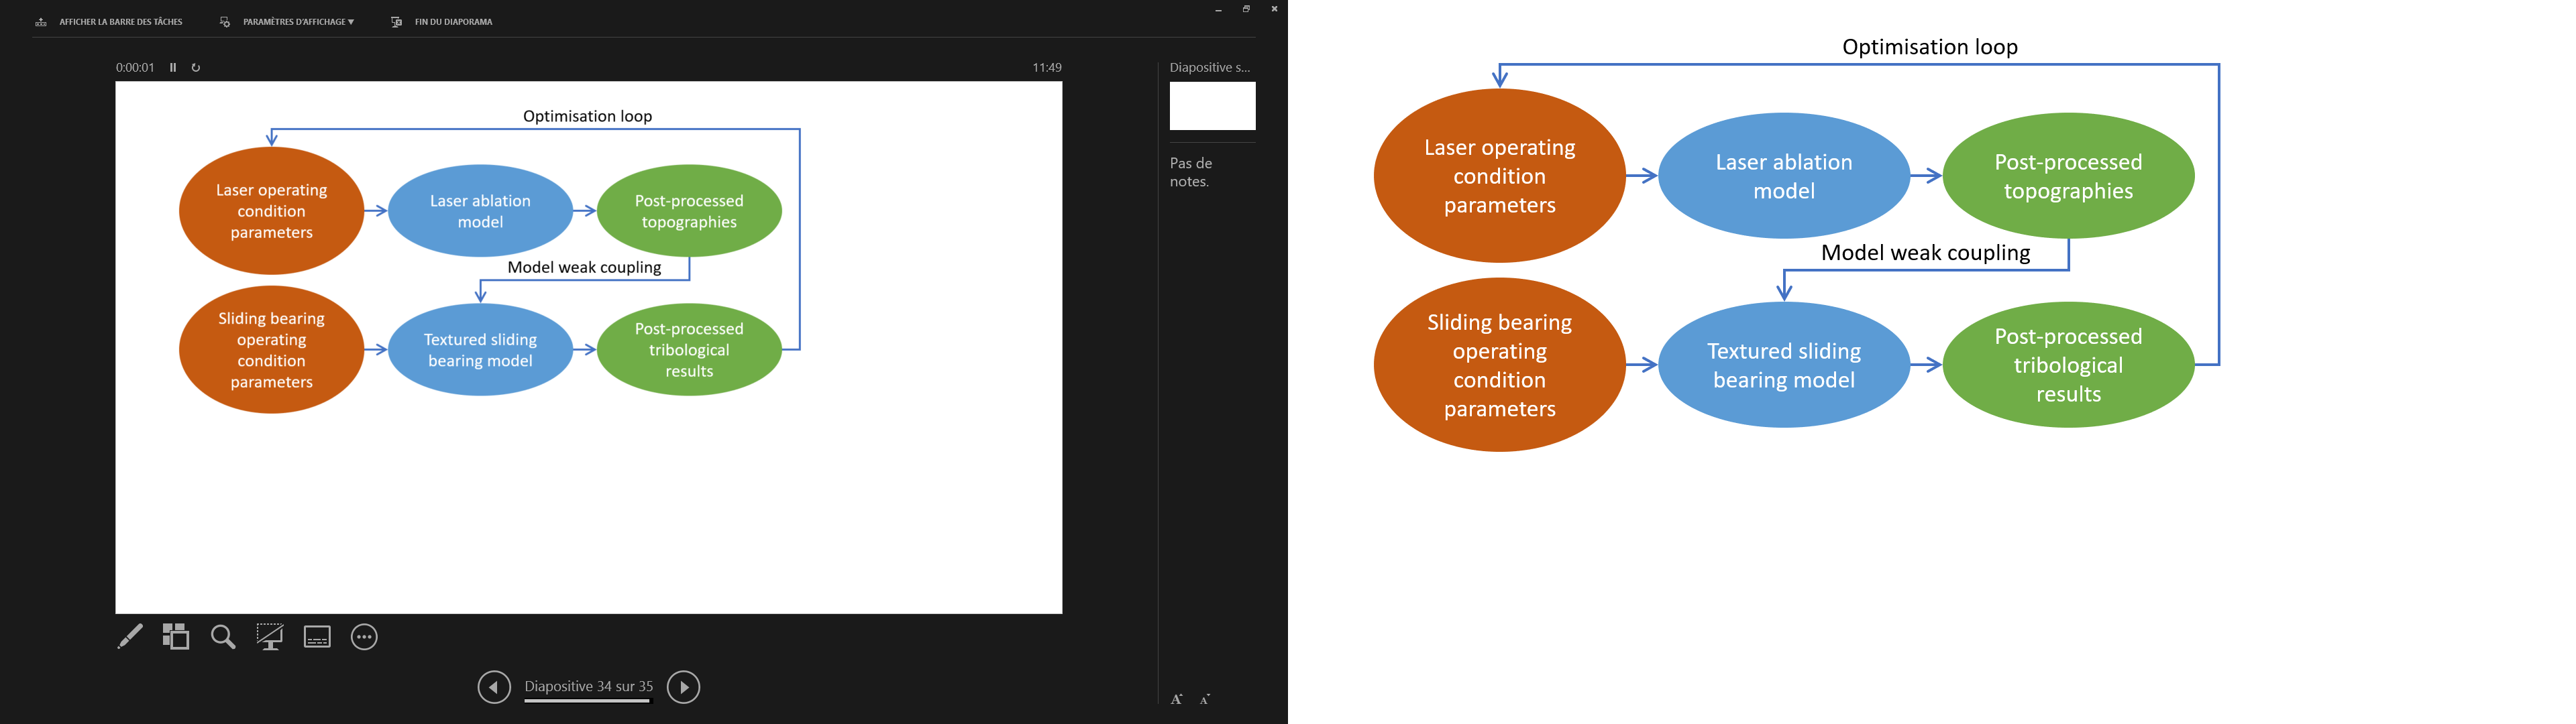 AFFICHER LA BARRE DES TÂCHES
PARAMÈTRES D'AFFICHAGE ▼
FIN DU DIAPORAMA
0:00:01
11:49
Optimisation loop
Laser operating
condition
parameters
Laser ablation
model
Post-processed
topographies
Model weak coupling
Sliding bearing
operating
condition
parameters
Textured sliding
bearing model
Post-processed
tribological
results
Diapositive 34 sur 35
Diapositive s...
Pas de
notes.
A
A
Optimisation loop
Laser operating
condition
parameters
Laser ablation
model
Post-processed
topographies
Model weak coupling
Sliding bearing
operating
condition
parameters
Textured sliding
bearing model
Post-processed
tribological
results